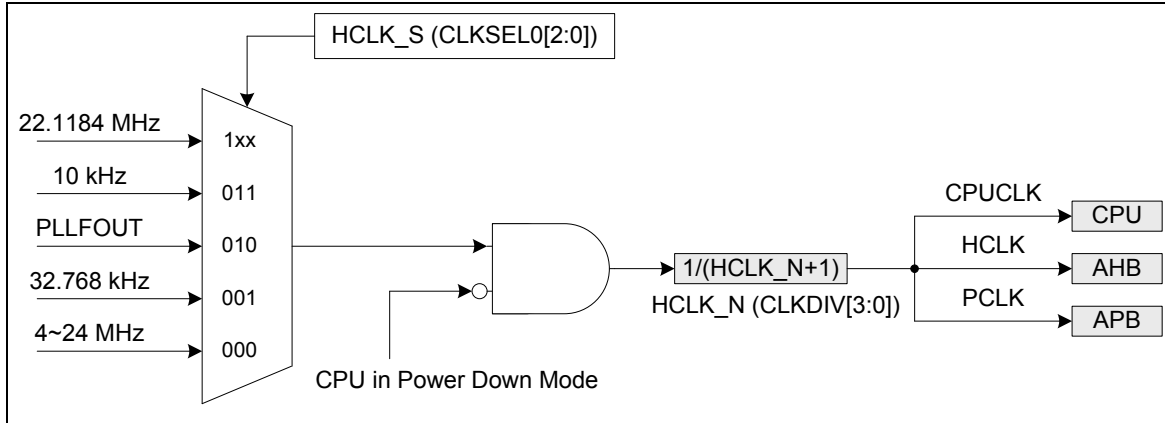 HCLK_S (CLKSEL0[2:0])
22.1184 MHz
1xx
10 kHz
011
PLLFOUT
010
32.768 kHz
001
4~24 MHz
000
CPU in Power Down Mode
1/(HCLK_N+1)
HCLK_N (CLKDIV[3:0])
CPUCLK
CPU
HCLK
AHB
PCLK
APB